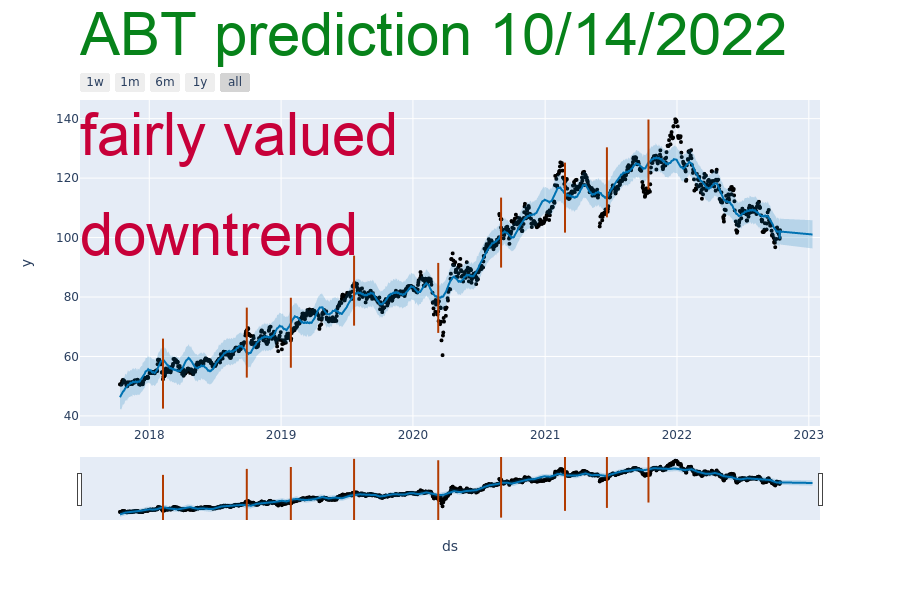 ABT prediction 10/14/2022
1w 1m 6m 1y all
140
fairly valued
120
downtrend
100
y
80
60
40
2018 2019 2020 2021 2022 2023
ds